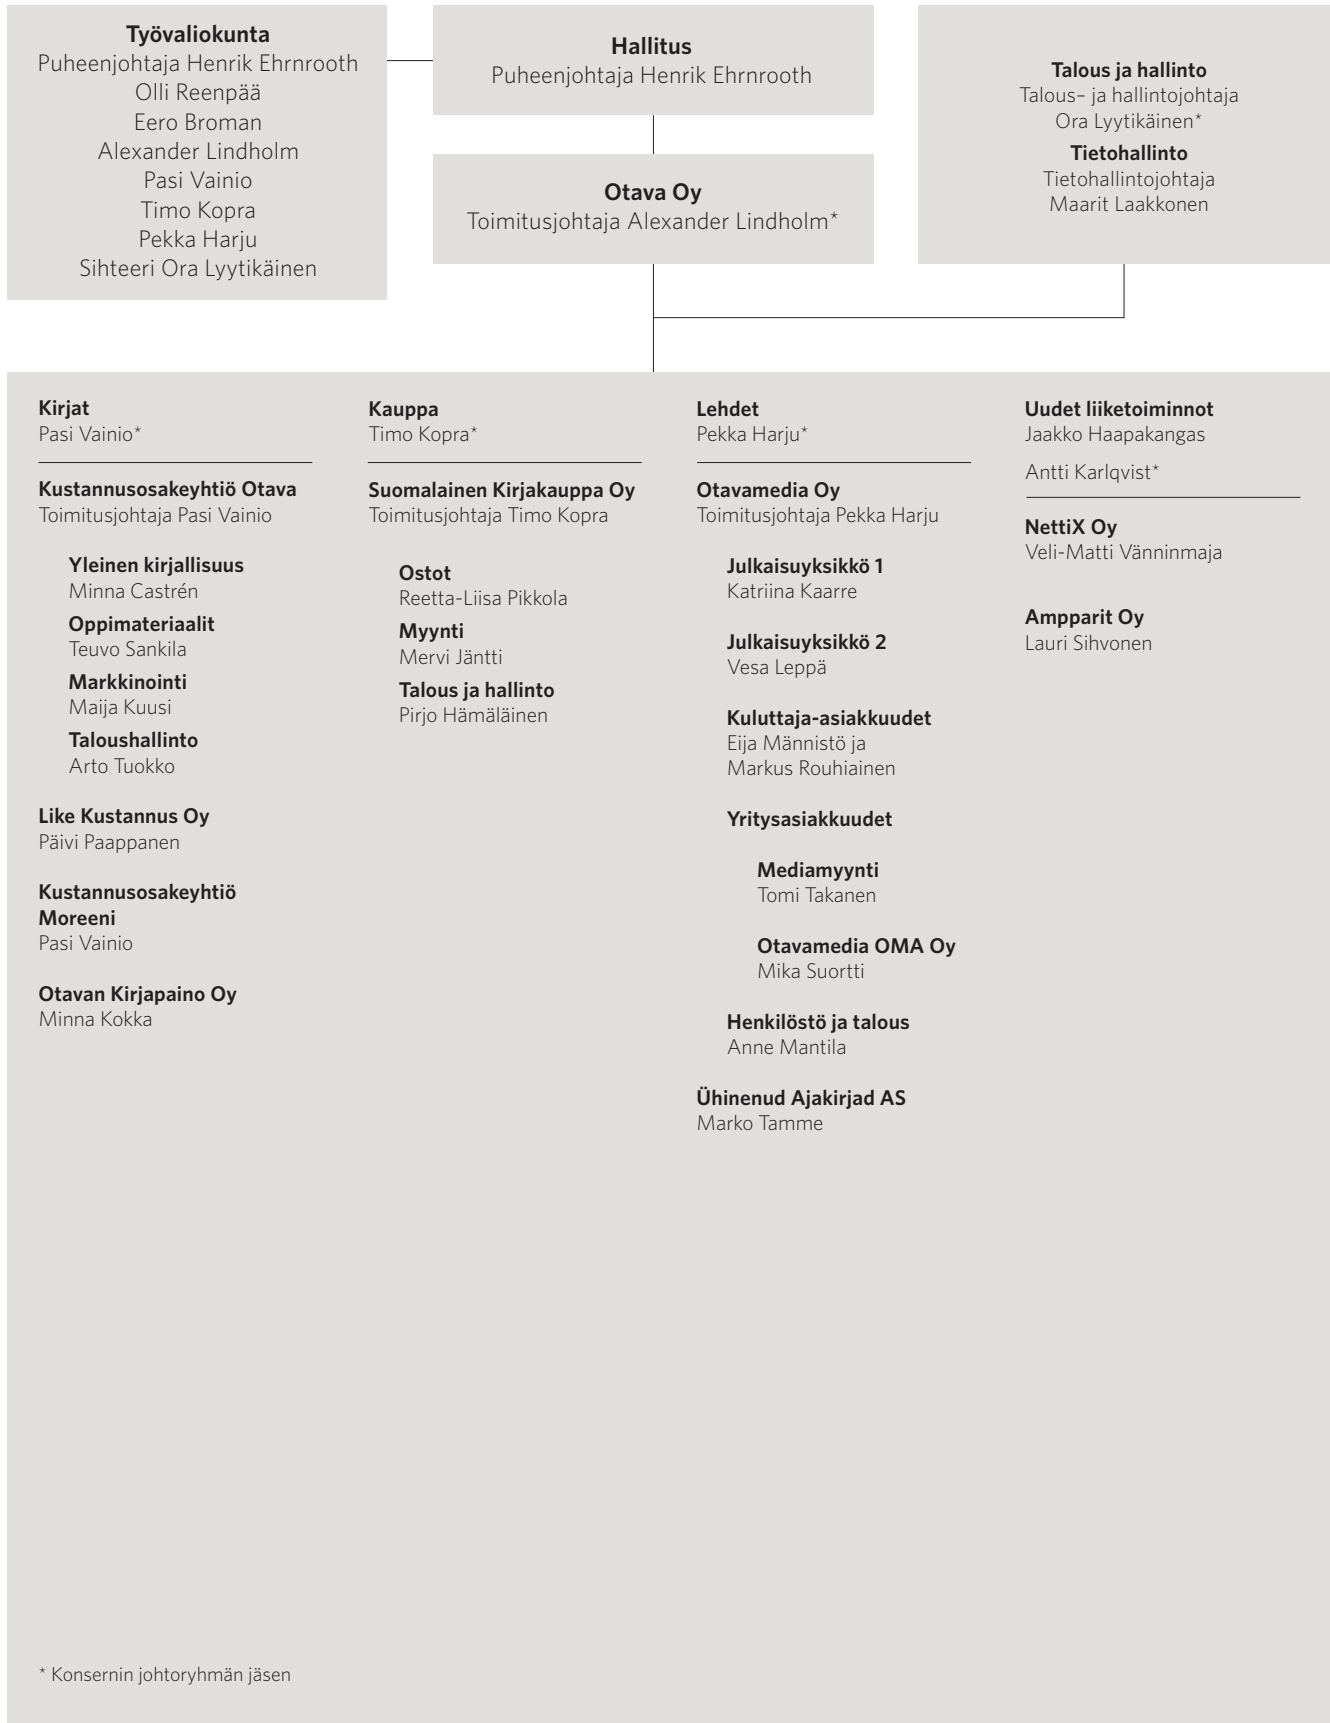 Työvaliokunta
Puheenjohtaja Henrik Ehrnrooth
Olli Reenpää
Eero Broman
Alexander Lindholm
Pasi Vainio
Timo Kopra
Pekka Harju
Sihteeri Ora Lyytikäinen
Hallitus
Puheenjohtaja Henrik Ehrnrooth
Otava Oy
Toimitusjohtaja Alexander Lindholm*
Talous ja hallinto
Talous– ja hallintojohtaja
Ora Lyytikäinen*
Tietohallinto
Tietohallintojohtaja
Maarit Laakkonen
Kirjat
Pasi Vainio*
Kustannusosakeyhtiö Otava
Toimitusjohtaja Pasi Vainio
Yleinen kirjallisuus
Minna Castrén
Oppimateriaalit
Teuvo Sankila
Markkinointi
Maija Kuusi
Taloushallinto
Arto Tuokko
Like Kustannus Oy
Päivi Paappanen
Kustannusosakeyhtiö
Moreeni
Pasi Vainio
Otavan Kirjapaino Oy
Minna Kokka
Kauppa
Timo Kopra*
Suomalainen Kirjakauppa Oy
Toimitusjohtaja Timo Kopra
Ostot
Reetta-Liisa Pikkola
Myynti
Mervi Jäntti
Talous ja hallinto
Pirjo Hämäläinen
Lehdet
Pekka Harju*
Otavamedia Oy
Toimitusjohtaja Pekka Harju
Julkaisuyksikkö 1
Katriina Kaarre
Julkaisuyksikkö 2
Vesa Leppä
Kuluttaja-asiakkuudet
Eija Männistö ja
Markus Rouhiainen
Yritysasiakkuudet
Mediamyynti
Tomi Takanen
Otavamedia OMA Oy
Mika Suortti
Henkilöstö ja talous
Anne Mantila
Ühinenud Ajakirjad AS
Marko Tamme
Uudet liiketoiminnot
Jaakko Haapakangas
Antti Karlqvist*
NettiX Oy
Veli-Matti Vänninmaja
Ampparit Oy
Lauri Sihvonen
* Konsernin johtoryhmän jäsen